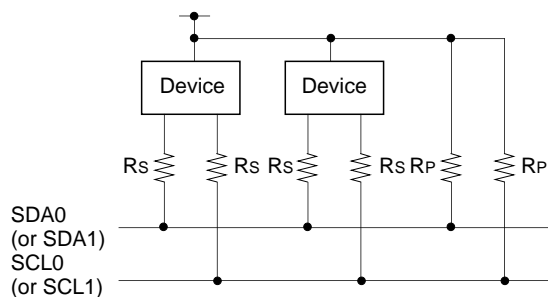 Device Device
RS RS RS RS RP RP
SDA0
(or SDA1)
SCL0
(or SCL1)